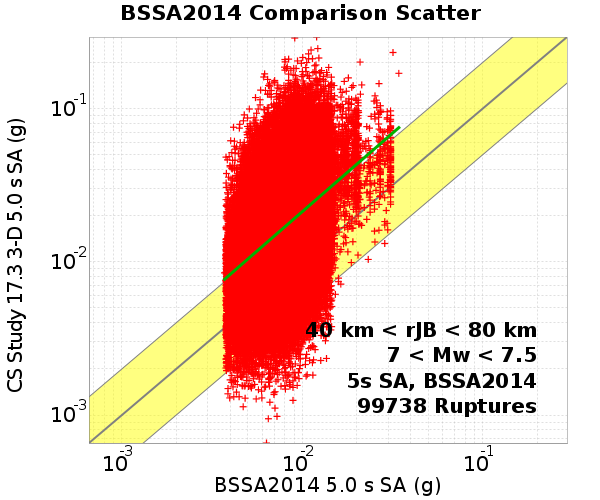 BSSA2014 Comparison Scatter
CS Study 17.3 3-D 5.0 s SA (g)
10-1
10-2
10-3
40 km < rJB < 80 km
7 < Mw < 7.5
5s SA, BSSA2014
99738 Ruptures
10-3 10-2 10-1
BSSA2014 5.0 s SA (g)